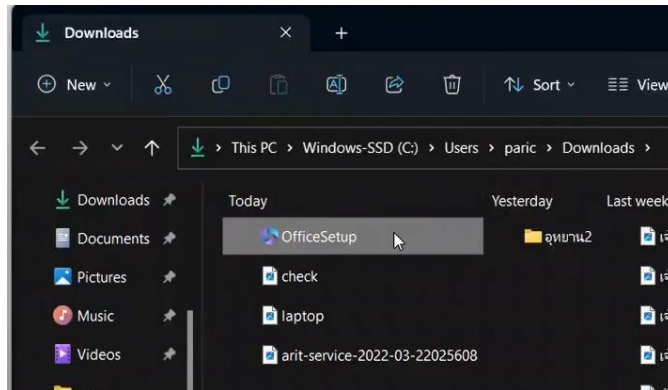 Downloads
New
Sort
View
This PC > Windows-SSD (C:) > Users > paric > Downloads >
Downloads
Documents
Pictures
Music
Videos
Today
Yesterday
Last week
OfficeSetup
อุทยาน2
check
laptop
arit-service-2022-03-22025608